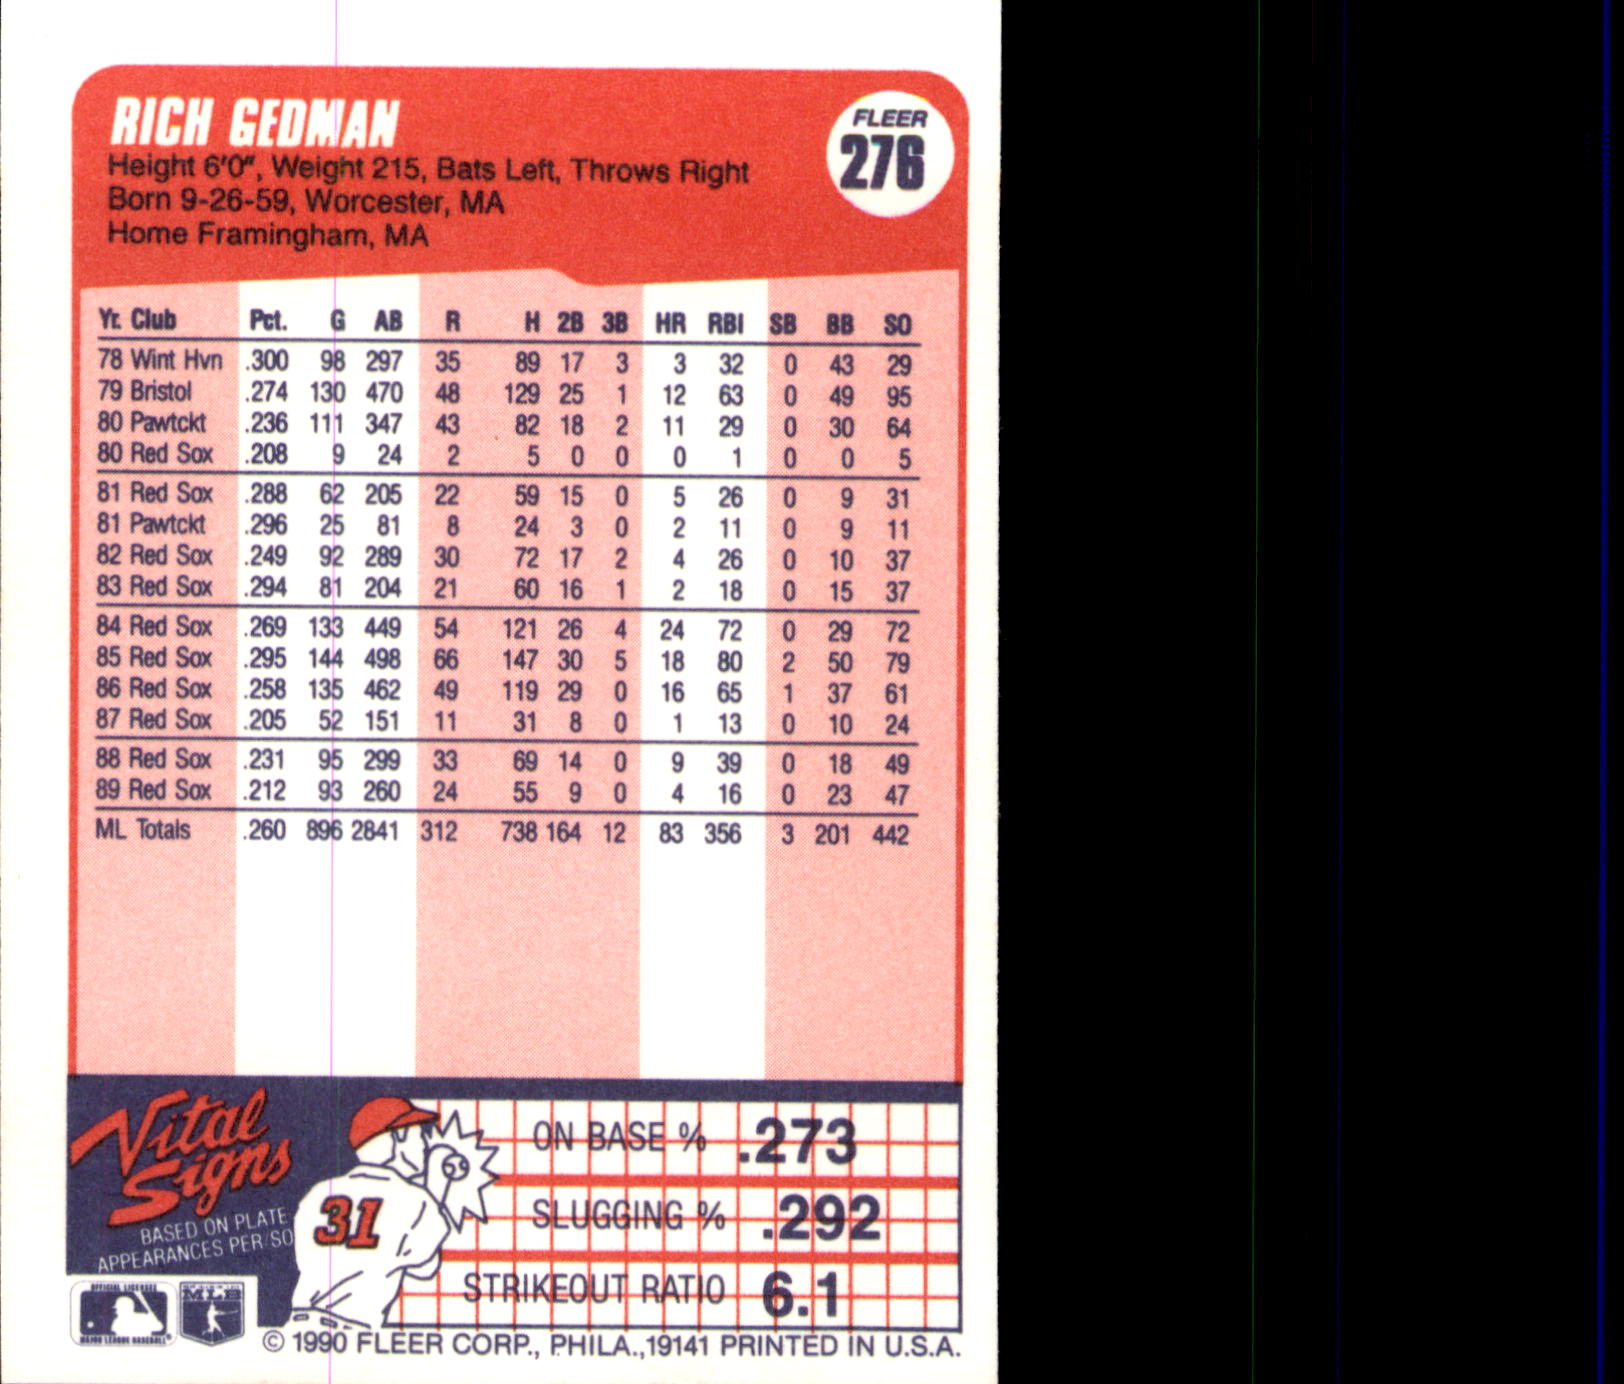 RICH GEDMAN
FLEER
276
Height 6'0", Weight 215, Bats Left, Throws Right
Born 9-26-59, Worcester, MA
Home Framingham, MA
Yr. Club Pct. G AB R H 2B 3B HR RBI SB BB SO
78 Wint Hvn .300 98 297 35 89 17 3 3 32 0 43 29
79 Bristol .274 130 470 48 129 25 1 12 63 0 49 95
80 Pawtckt .236 111 347 43 82 18 2 11 29 0 30 64
80 Red Sox .208 9 24 2 5 0 0 0 1 0 0 5
81 Red Sox .288 62 205 22 59 15 0 5 26 0 9 31
81 Pawtckt .296 25 81 8 24 3 0 2 11 0 9 11
82 Red Sox .249 92 289 30 72 17 2 4 26 0 10 37
83 Red Sox .294 81 204 21 60 16 1 2 18 0 15 37
84 Red Sox .269 133 449 54 121 26 4 24 72 0 29 72
85 Red Sox .295 144 498 66 147 30 5 18 80 2 50 79
86 Red Sox .258 135 462 49 119 29 0 16 65 1 37 61
87 Red Sox .205 52 151 11 31 8 0 1 13 0 10 24
88 Red Sox .231 95 299 33 69 14 0 9 39 0 18 49
89 Red Sox .212 93 260 24 55 9 0 4 16 0 23 47
ML Totals .260 896 2841 312 738 164 12 83 356 3 201 442
Vital
Signs
BASED ON PLATE
APPEARANCES PER SO
31
ON BASE % .273
SLUGGING % .292
STRIKEOUT RATIO 6.1
OFFICIAL LICENSEE
MAJOR LEAGUE BASEBALL
MLB
© 1990 FLEER CORP., PHILA., 19141 PRINTED IN U.S.A.